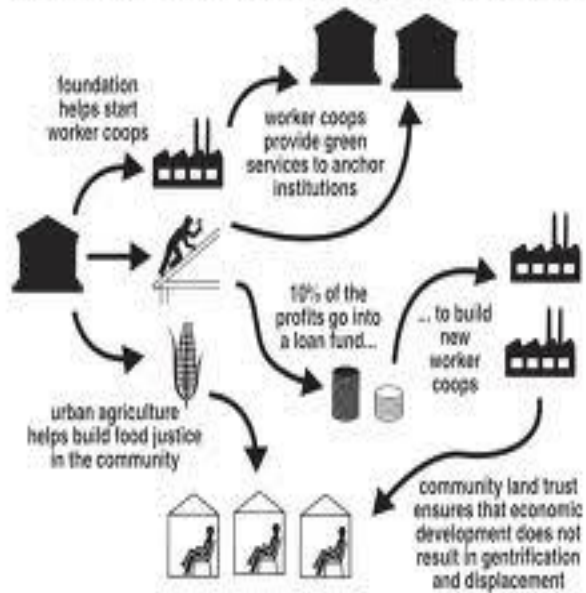 foundation
helps start
worker coops
worker coops
provide green
services to anchor
institutions
10% of the
profits go into
a loan fund...
... to build
new
worker
coops
urban agriculture
helps build food justice
in the community
community land trust
ensures that economic
development does not
result in gentrification
and displacement